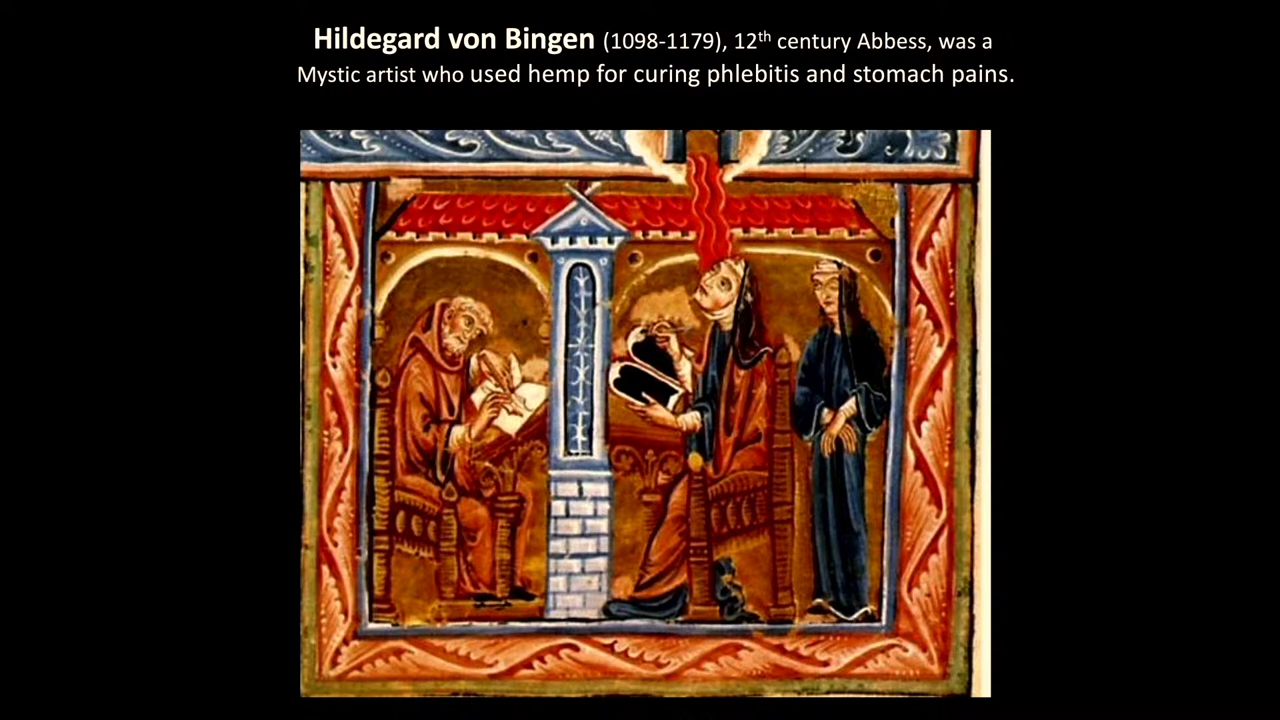 Hildegard von Bingen (1098-1179), 12th century Abbess, was a
Mystic artist who used hemp for curing phlebitis and stomach pains.